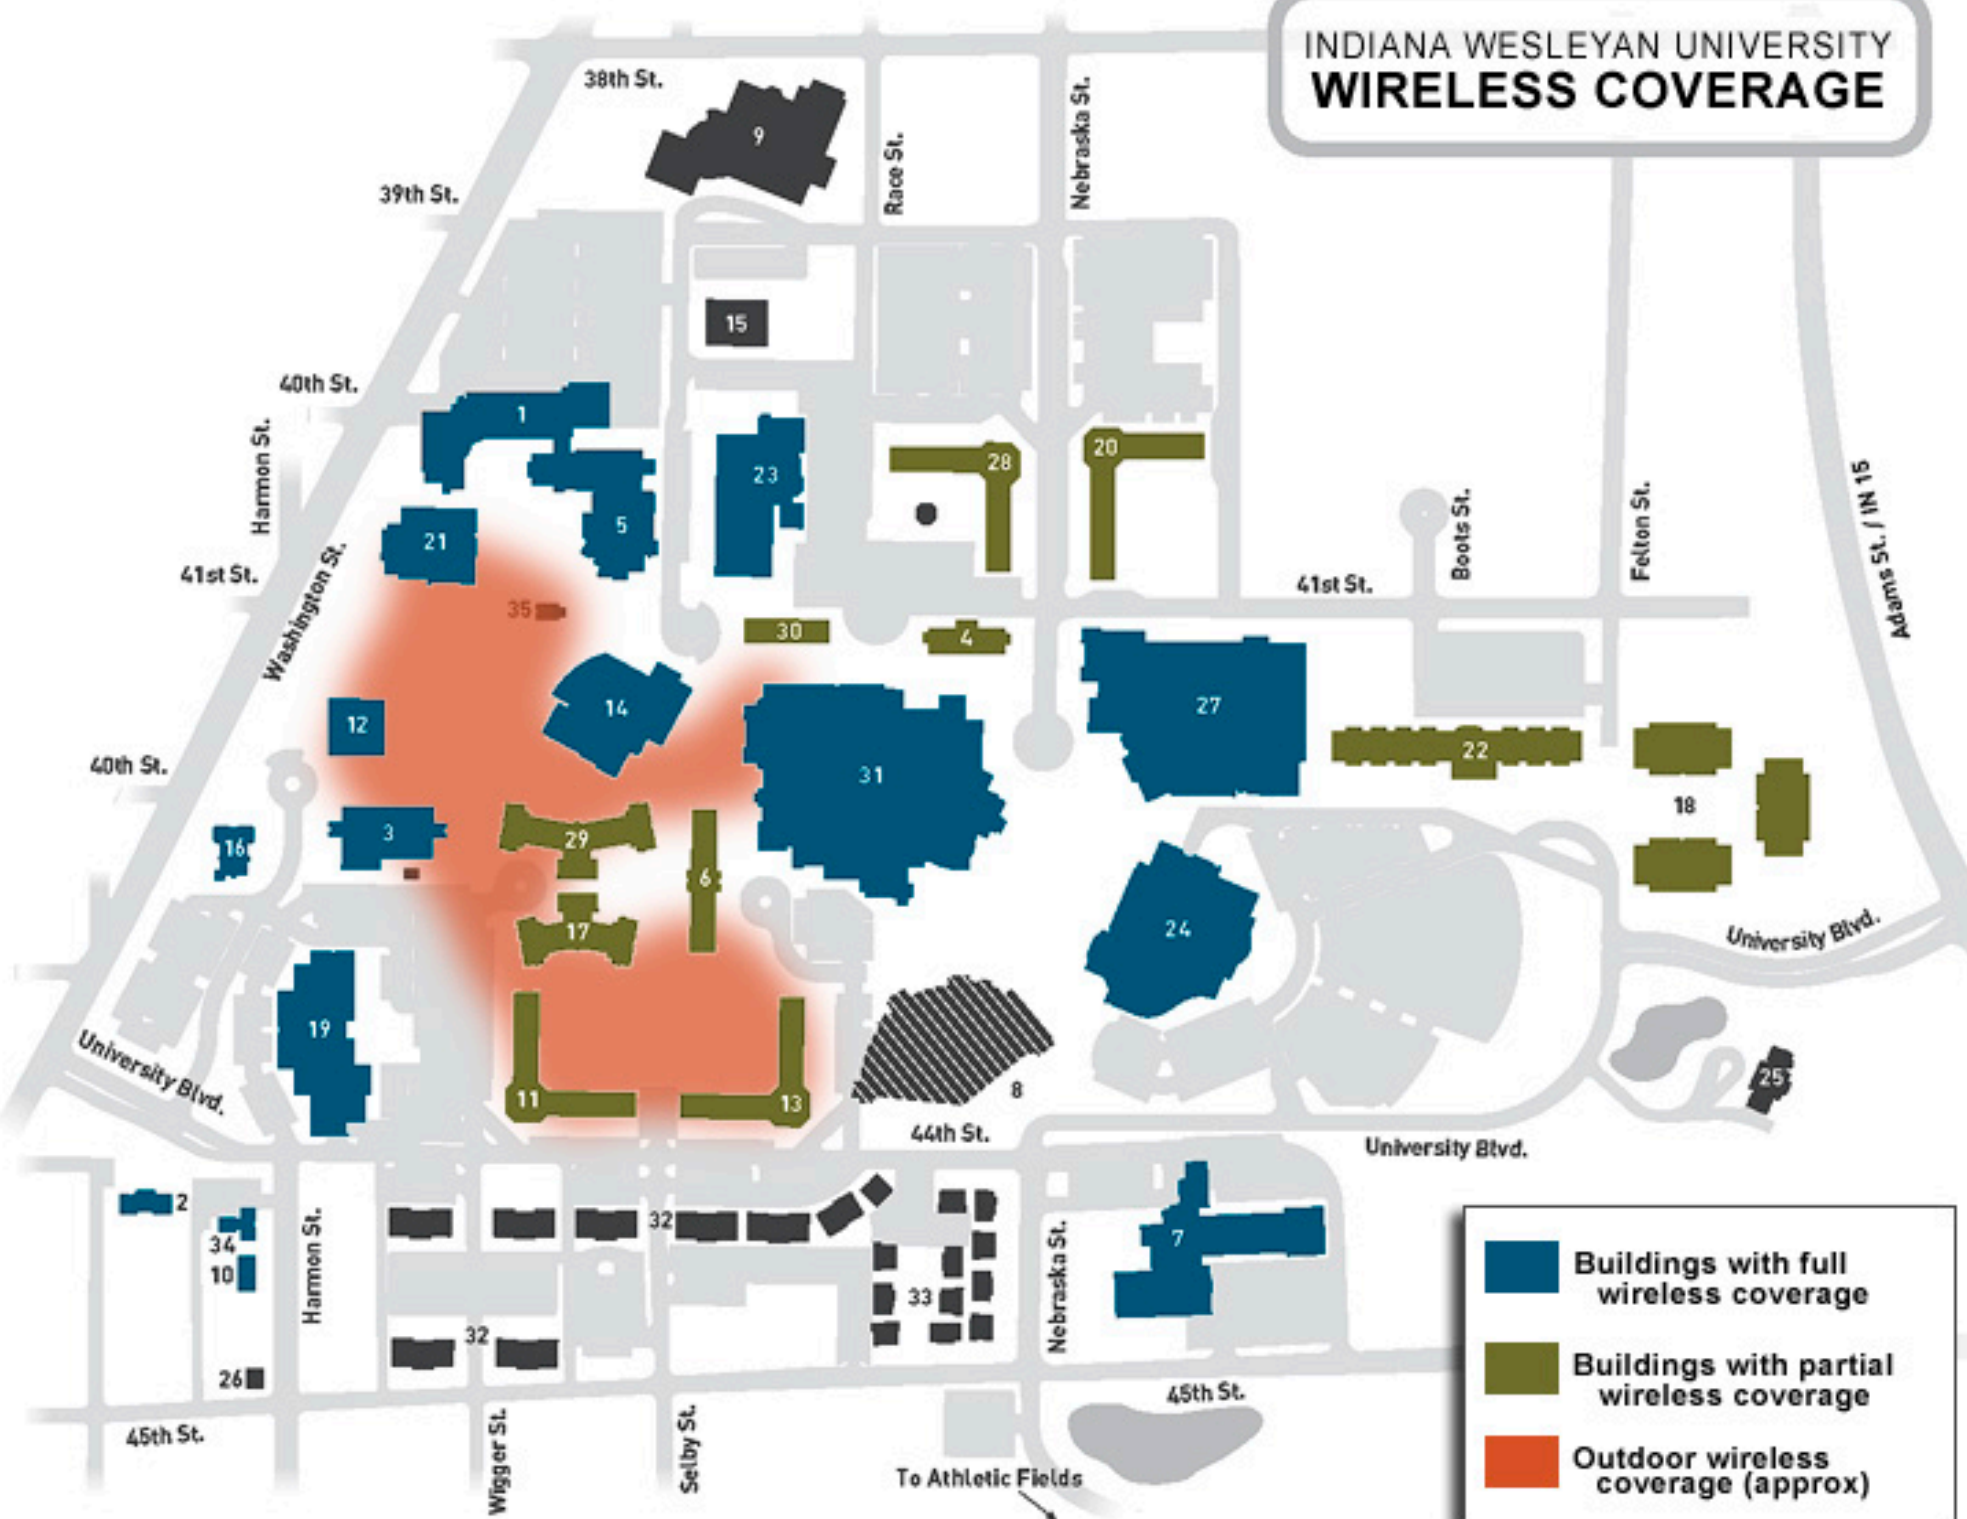 INDIANA WESLEYAN UNIVERSITY
WIRELESS COVERAGE
38th St.
9
Race St.
Nebraska St.
39th St.
15
40th St.
1
Harmon St.
23
28
20
5
21
Boots St.
Felton St.
Adams St. / IN 15
41st St.
Washington St.
41st St.
35
30
4
14
27
12
22
31
40th St.
18
3
29
16
6
17
24
University Blvd.
19
25
University Blvd.
11
13
8
44th St.
University Blvd.
2
34
10
Harmon St.
32
7
33
Nebraska St.
32
26
45th St.
45th St.
Wigger St.
Selby St.
To Athletic Fields
Buildings with full
wireless coverage
Buildings with partial
wireless coverage
Outdoor wireless
coverage (approx)